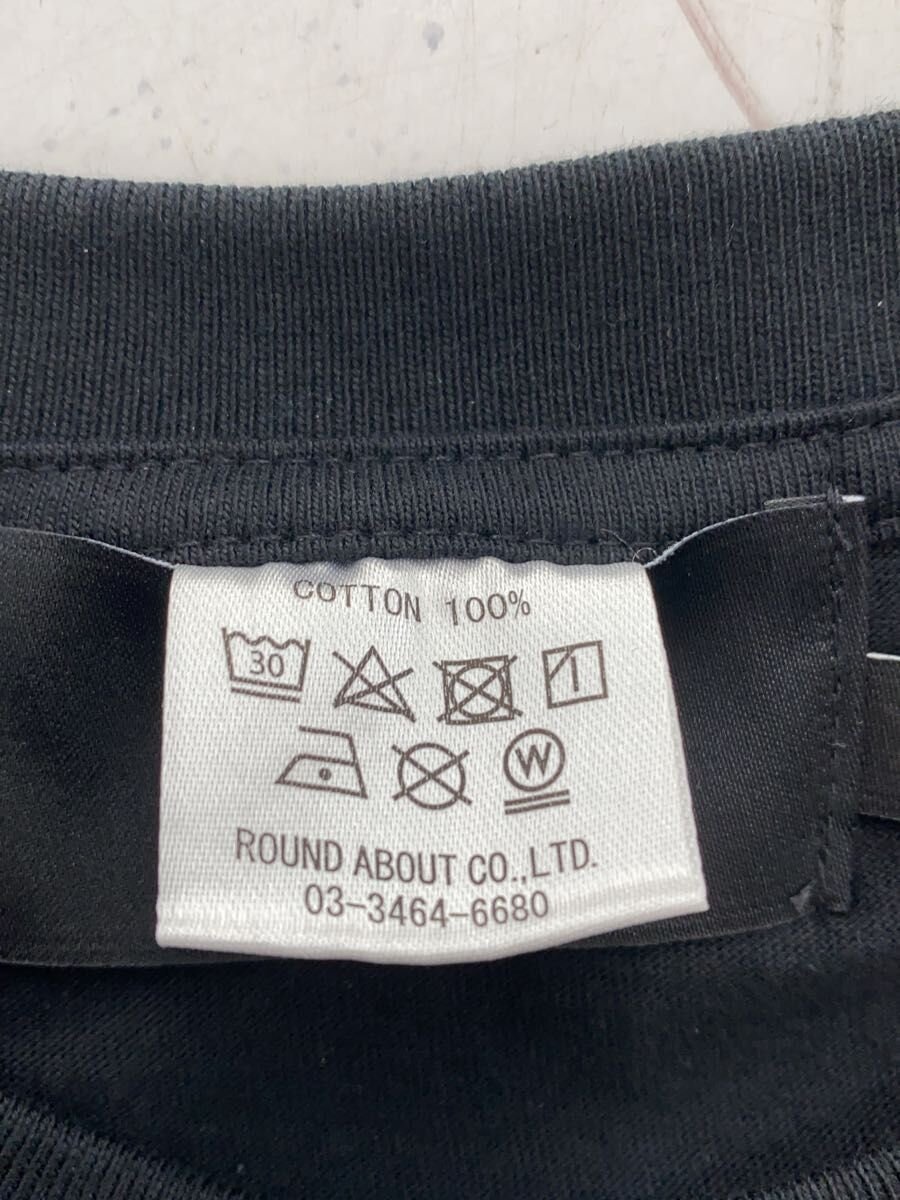 COTTON 100%
30
W
ROUND ABOUT CO.,LTD.
03-3464-6680